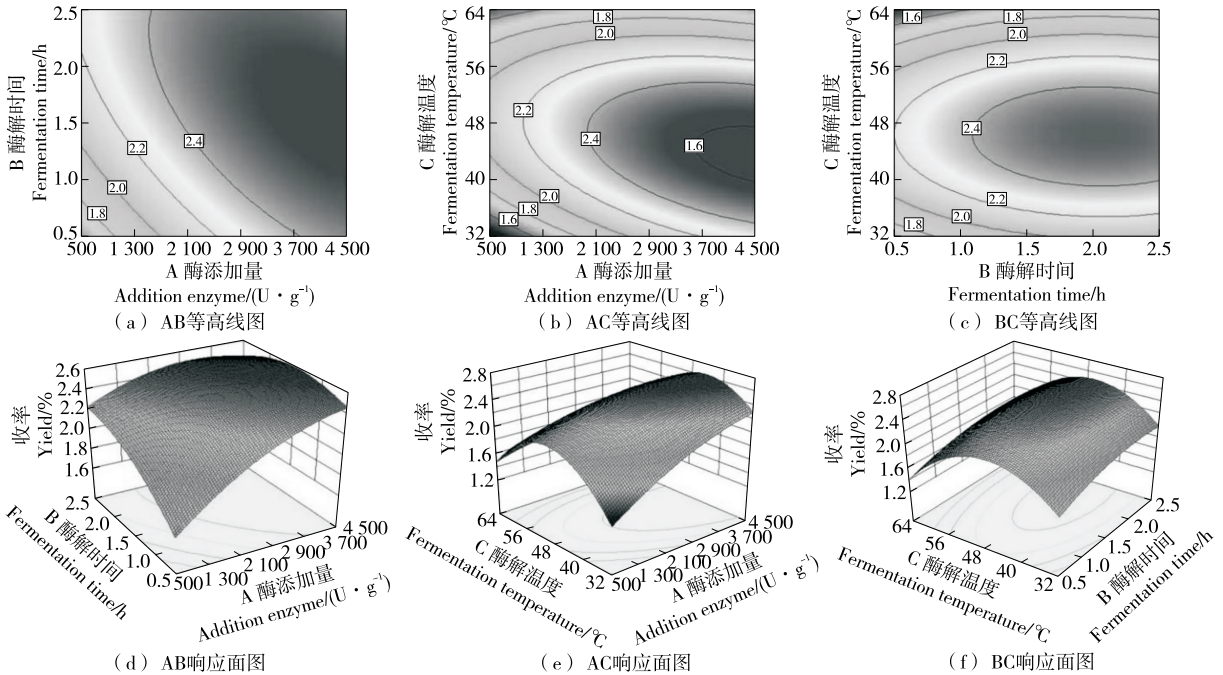 2.5
2.0
1.5
1.0
0.5
B 酶解时间
Fermentation time/h
1.8
2.0
2.2
2.4
500
1 300
2 100
2 900
3 700
4 500
A 酶添加量
Addition enzyme/(U·g⁻¹)
(a) AB等高线图
64
56
48
40
32
C 酶解温度
Fermentation temperature/℃
1.8
2.0
2.2
2.4
1.6
2.0
1.8
1.6
500
1 300
2 100
2 900
3 700
4 500
A 酶添加量
Addition enzyme/(U·g⁻¹)
(b) AC等高线图
64
56
48
40
32
C 酶解温度
Fermentation temperature/℃
1.6
1.8
2.0
2.2
2.4
2.2
2.0
1.8
0.5
1.0
1.5
2.0
2.5
B 酶解时间
Fermentation time/h
(c) BC等高线图
2.6
2.4
2.2
2.0
1.8
1.6
收率
Yield/%
2.5
2.0
1.5
1.0
0.5
B 酶解时间
Fermentation time/h
500
1 300
2 100
2 900
3 700
4 500
A 酶添加量
Addition enzyme/(U·g⁻¹)
(d) AB响应面图
2.8
2.4
2.0
1.6
1.2
收率
Yield/%
64
56
48
40
32
C 酶解温度
Fermentation temperature/℃
500
1 300
2 100
2 900
3 700
4 500
A 酶添加量
Addition enzyme/(U·g⁻¹)
(e) AC响应面图
2.8
2.4
2.0
1.6
1.2
收率
Yield/%
64
56
48
40
32
C 酶解温度
Fermentation temperature/℃
0.5
1.0
1.5
2.0
2.5
B 酶解时间
Fermentation time/h
(f) BC响应面图